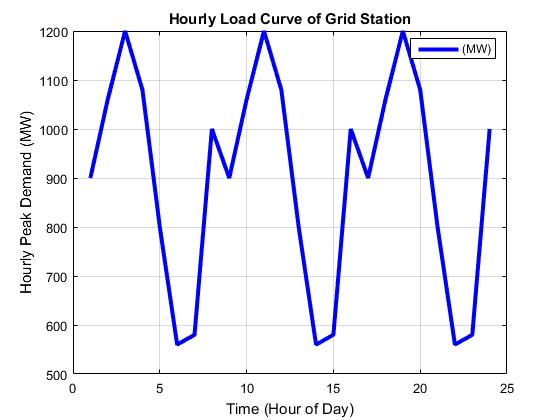 Hourly Load Curve of Grid Station
(MW)
Hourly Peak Demand (MW)
1200
1100
1000
900
800
700
600
500
0 5 10 15 20 25
Time (Hour of Day)